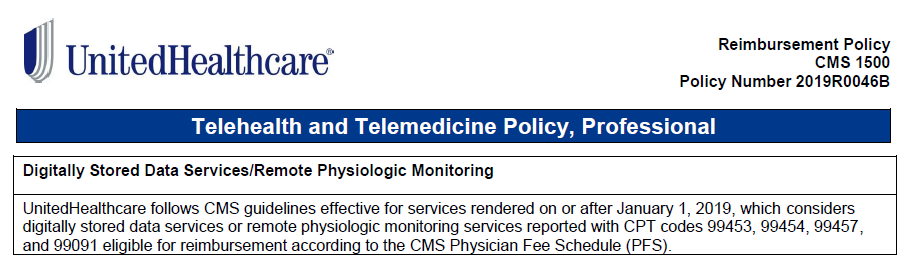 UnitedHealthcare®
Reimbursement Policy
CMS 1500
Policy Number 2019R0046B
Telehealth and Telemedicine Policy, Professional
Digitally Stored Data Services/Remote Physiologic Monitoring
UnitedHealthcare follows CMS guidelines effective for services rendered on or after January 1, 2019, which considers
digitally stored data services or remote physiologic monitoring services reported with CPT codes 99453, 99454, 99457,
and 99091 eligible for reimbursement according to the CMS Physician Fee Schedule (PFS).